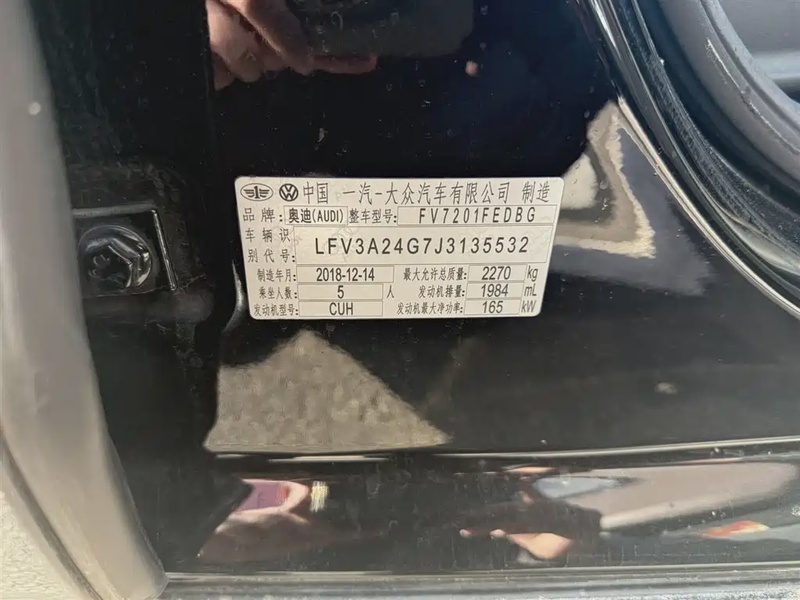 中国 一汽-大众汽车有限公司 制造
品牌: 奥迪(AUDI) 整车型号: FV7201FEDBG
车辆识别代号: LFV3A24G7J3135532
制造年月: 2018-12-14 最大允许总质量: 2270 kg
乘坐人数: 5 人 发动机排量: 1984 mL
发动机型号: CUH 发动机最大净功率: 165 kW